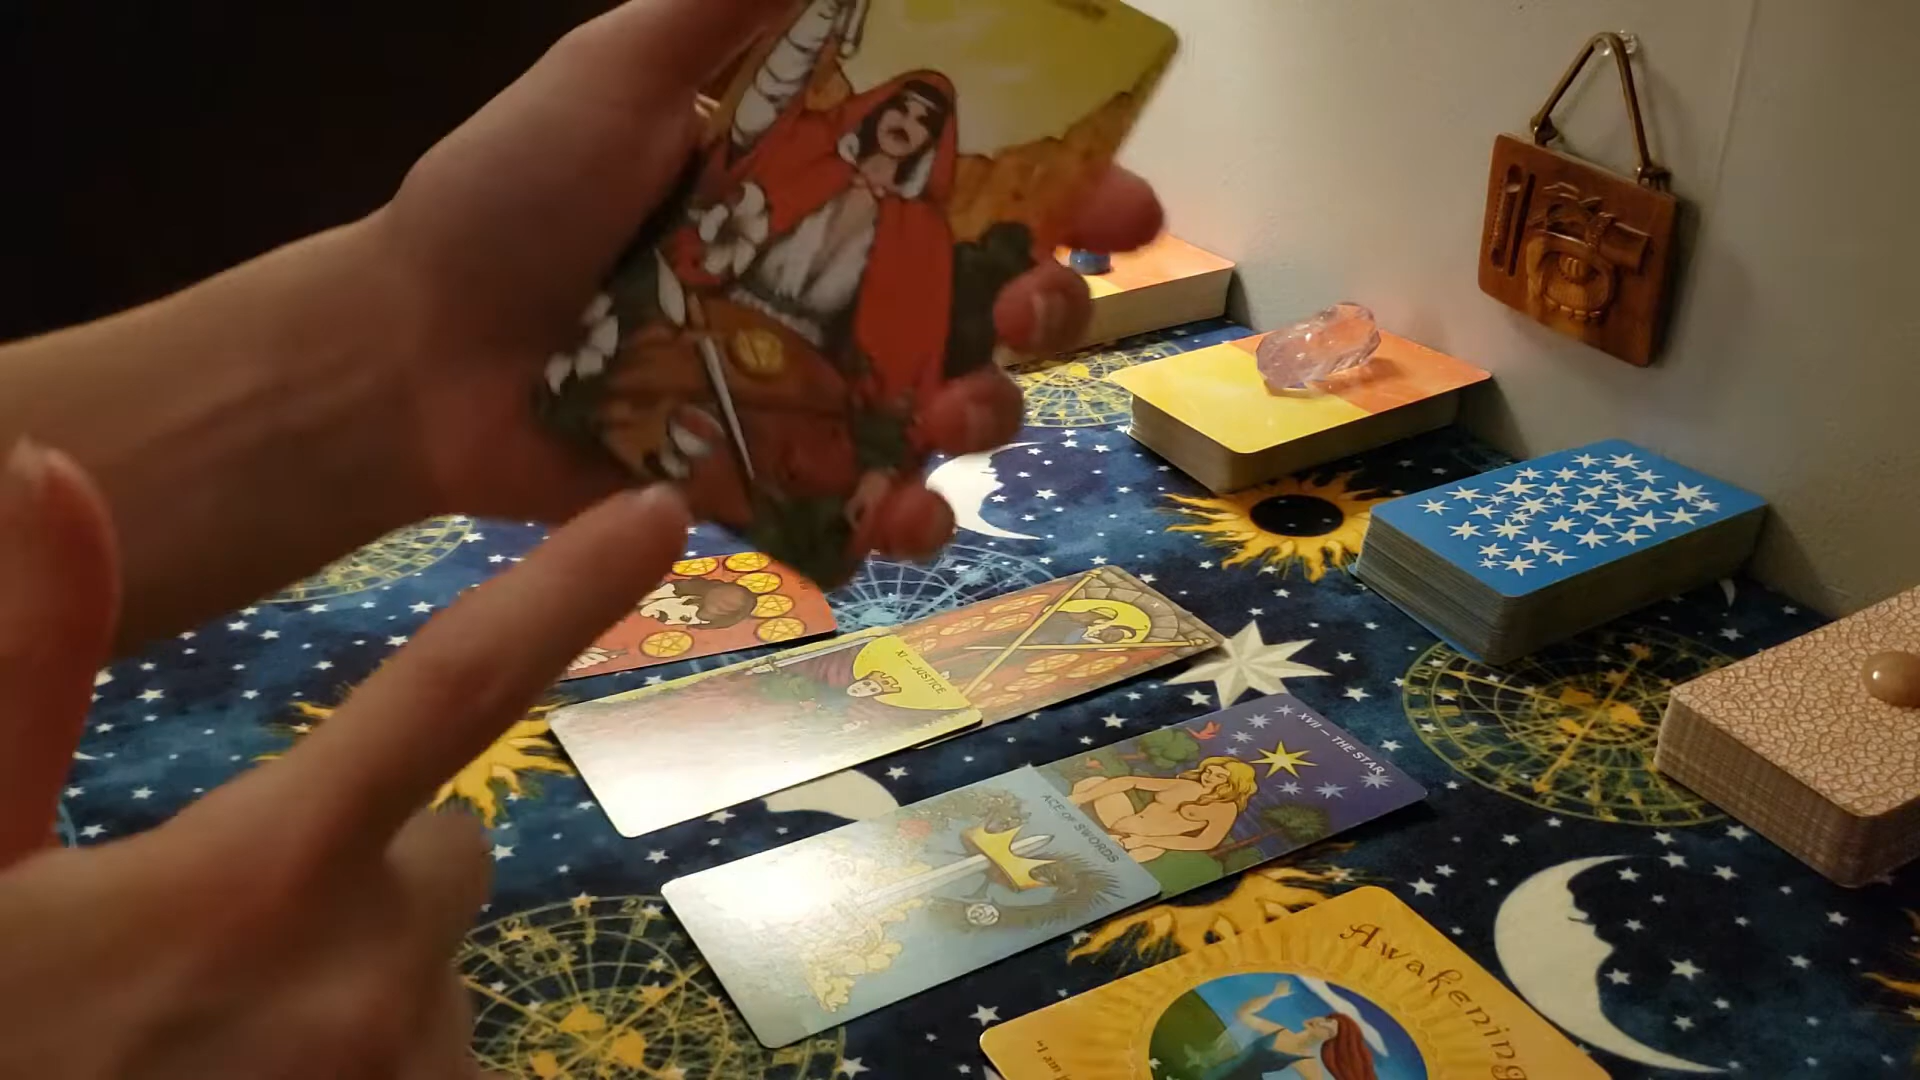 XI — JUSTICE
XVII — THE STAR
ACE OF SWORDS
Awakening